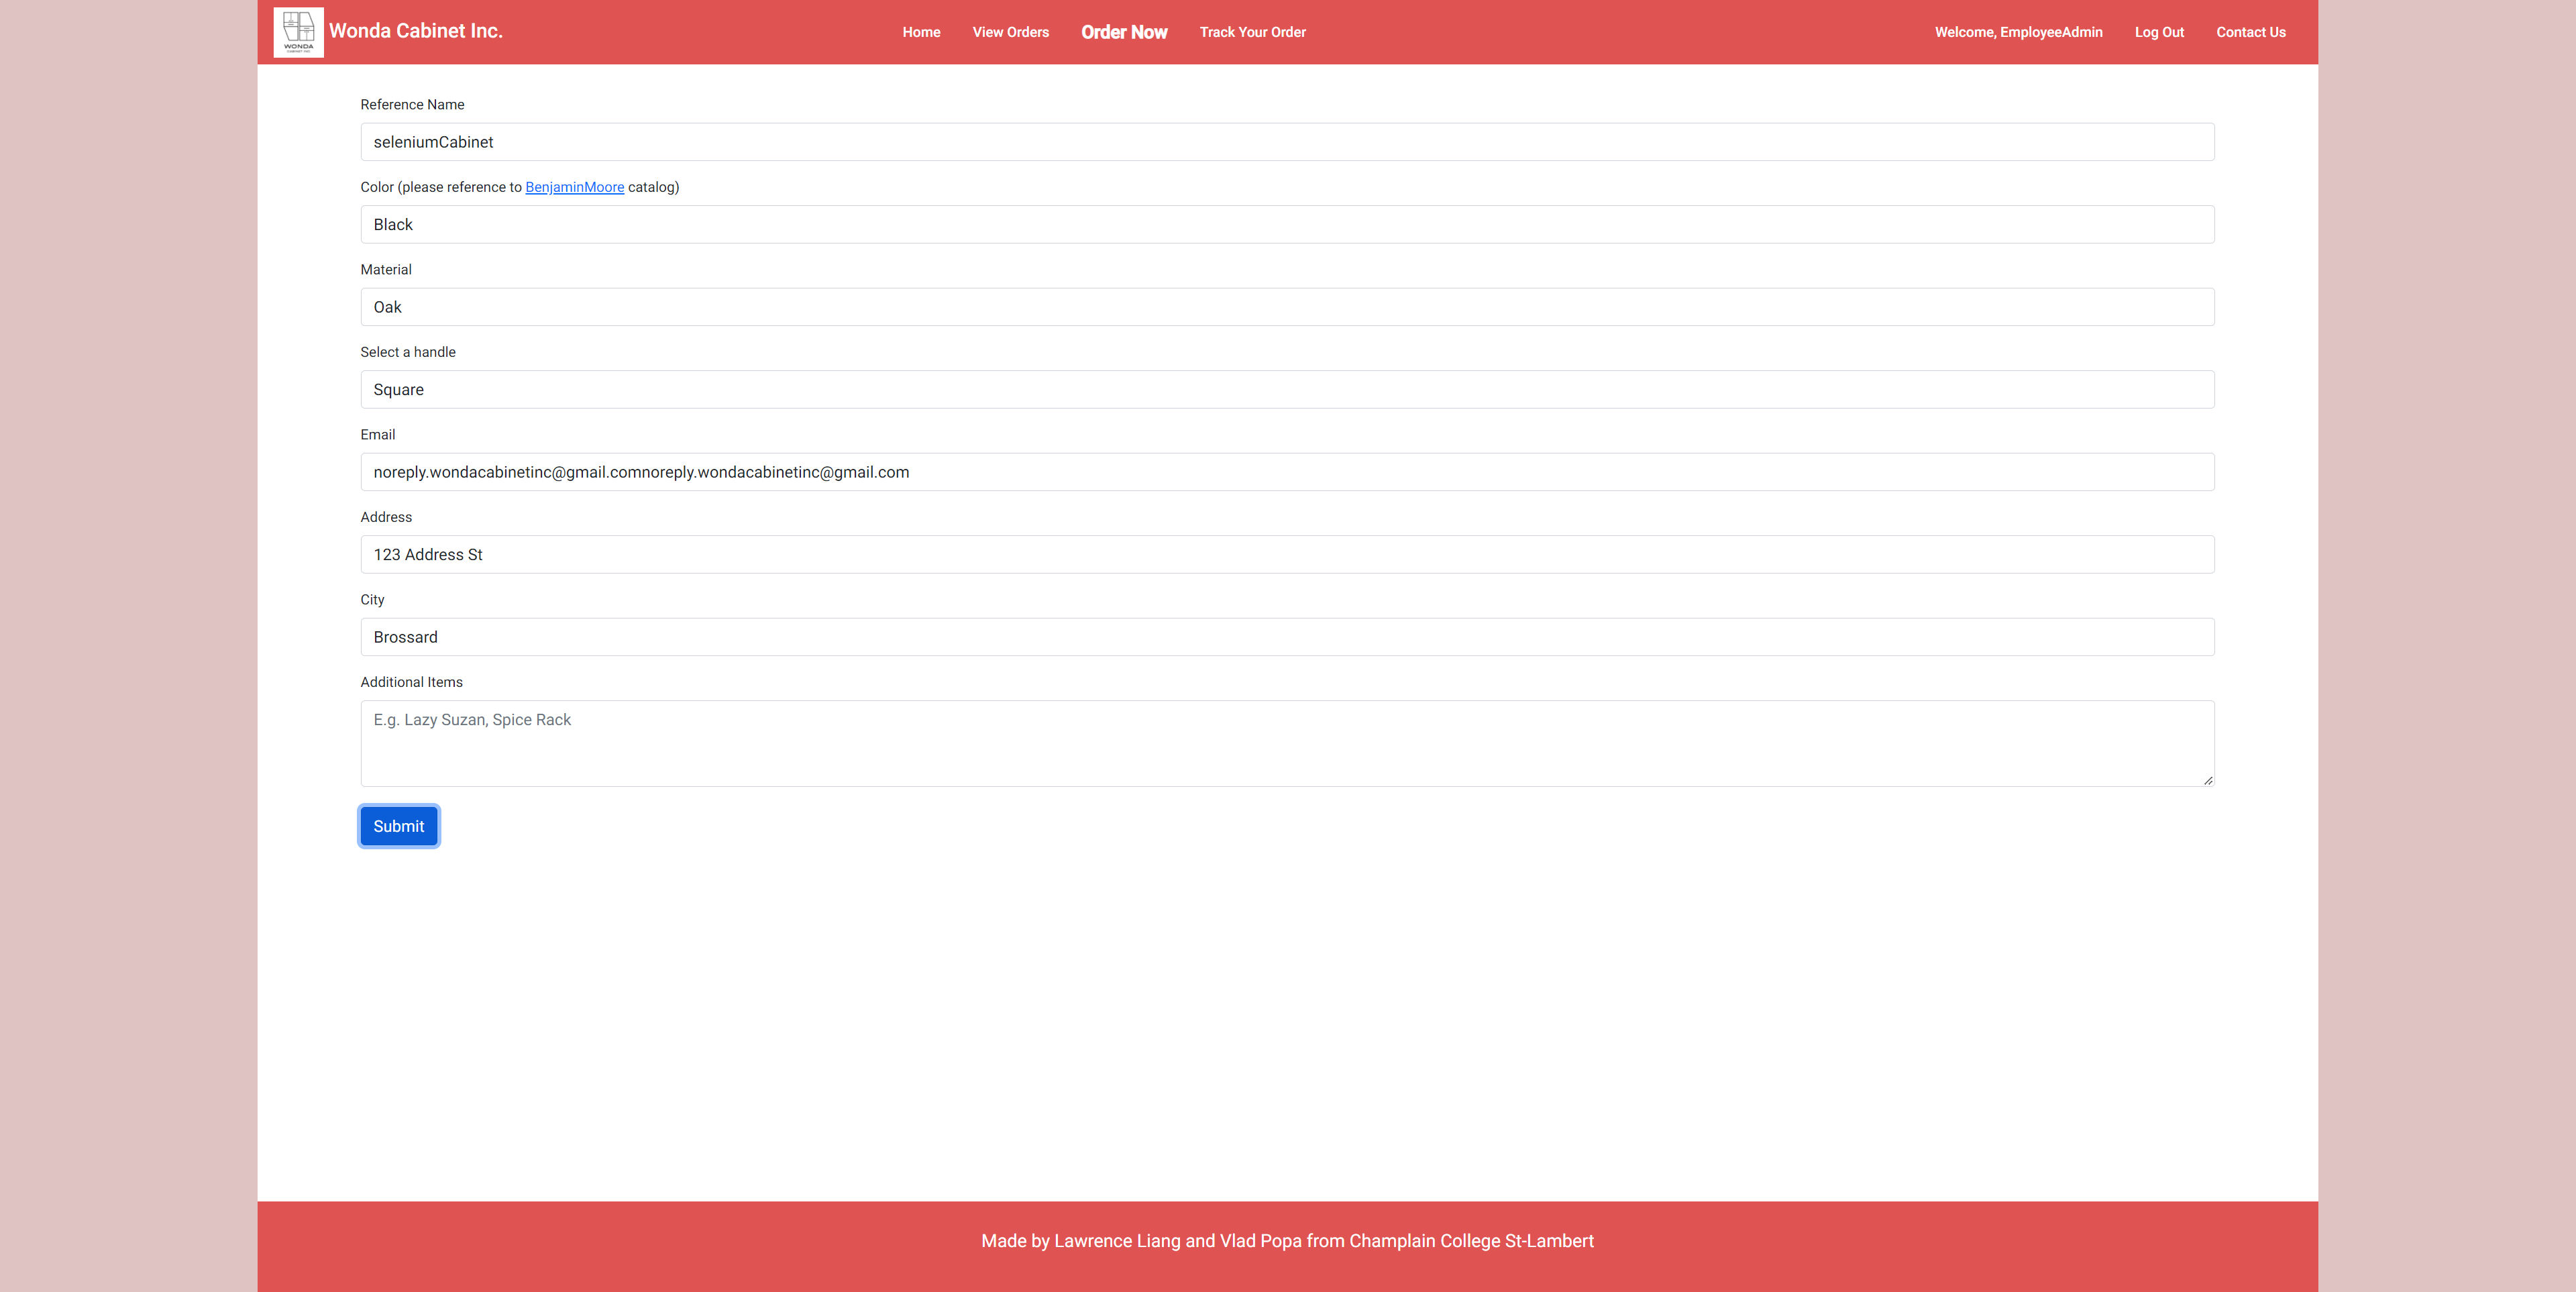 WONDA
CABINET INC.
Wonda Cabinet Inc.
Home View Orders Order Now Track Your Order
Welcome, EmployeeAdmin Log Out Contact Us
Reference Name
seleniumCabinet
Color (please reference to BenjaminMoore catalog)
Black
Material
Oak
Select a handle
Square
Email
noreply.wondacabinetinc@gmail.comnoreply.wondacabinetinc@gmail.com
Address
123 Address St
City
Brossard
Additional Items
E.g. Lazy Suzan, Spice Rack
Submit
Made by Lawrence Liang and Vlad Popa from Champlain College St-Lambert